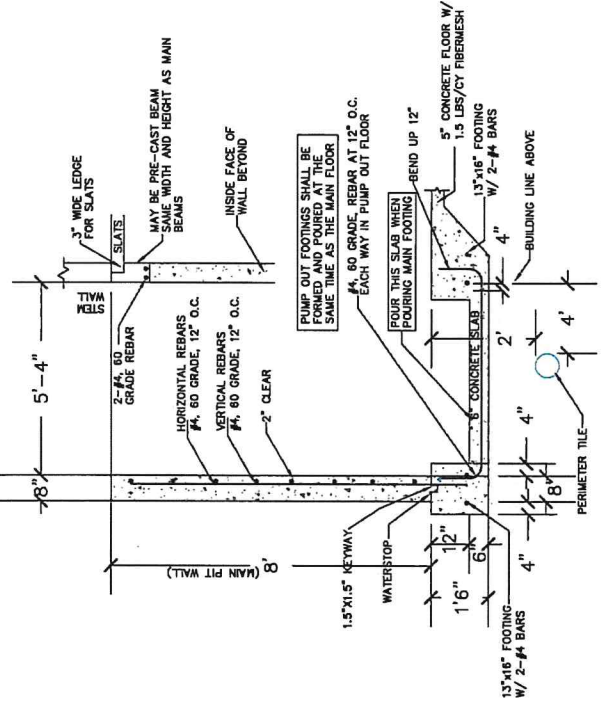 5'-4"
8"
3" WIDE LEDGE
FOR SLATS
SLATS
MAY BE PRE-CAST BEAM
SAME WIDTH AND HEIGHT AS MAIN
BEAMS
STEM
WALL
INSIDE FACE OF
WALL BEYOND
2-#4, 60
GRADE REBAR
HORIZONTAL REBARS
#4, 60 GRADE, 12" O.C.
VERTICAL REBARS
#4, 60 GRADE, 12" O.C.
2" CLEAR
8' (MAIN PIT WALL)
PUMP OUT FOOTINGS SHALL BE
FORMED AND POURED AT THE
SAME TIME AS THE MAIN FLOOR
#4, 60 GRADE, REBAR AT 12" O.C.
EACH WAY IN PUMP OUT FLOOR
POUR THIS SLAB WHEN
POURING MAIN FOOTING
BEND UP 12"
5" CONCRETE FLOOR W/
1.5 LBS/CY FIBERMESH
13"x16" FOOTING
W/ 2-#4 BARS
1.5"X1.5" KEYWAY
WATERSTOP
12"
6"
1'6"
6" CONCRETE SLAB
2'
4"
BUILDING LINE ABOVE
4'
13"x16" FOOTING
W/ 2-#4 BARS
4"
8"
4"
PERIMETER TILE